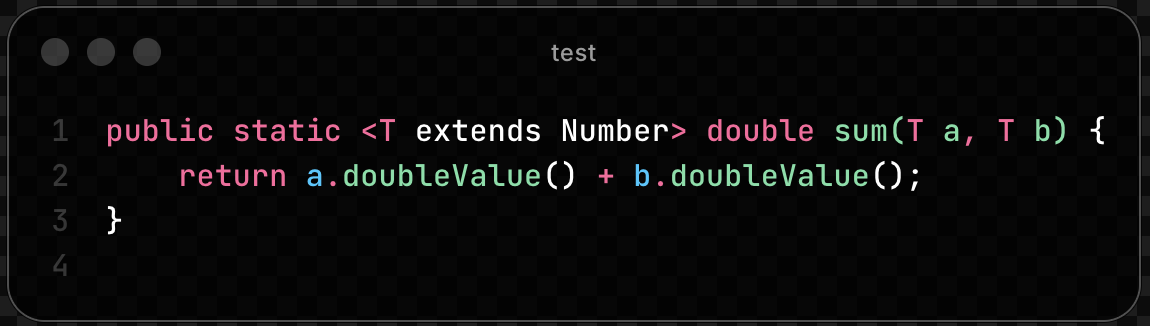 test
1 public static <T extends Number> double sum(T a, T b) {
2     return a.doubleValue() + b.doubleValue();
3 }
4